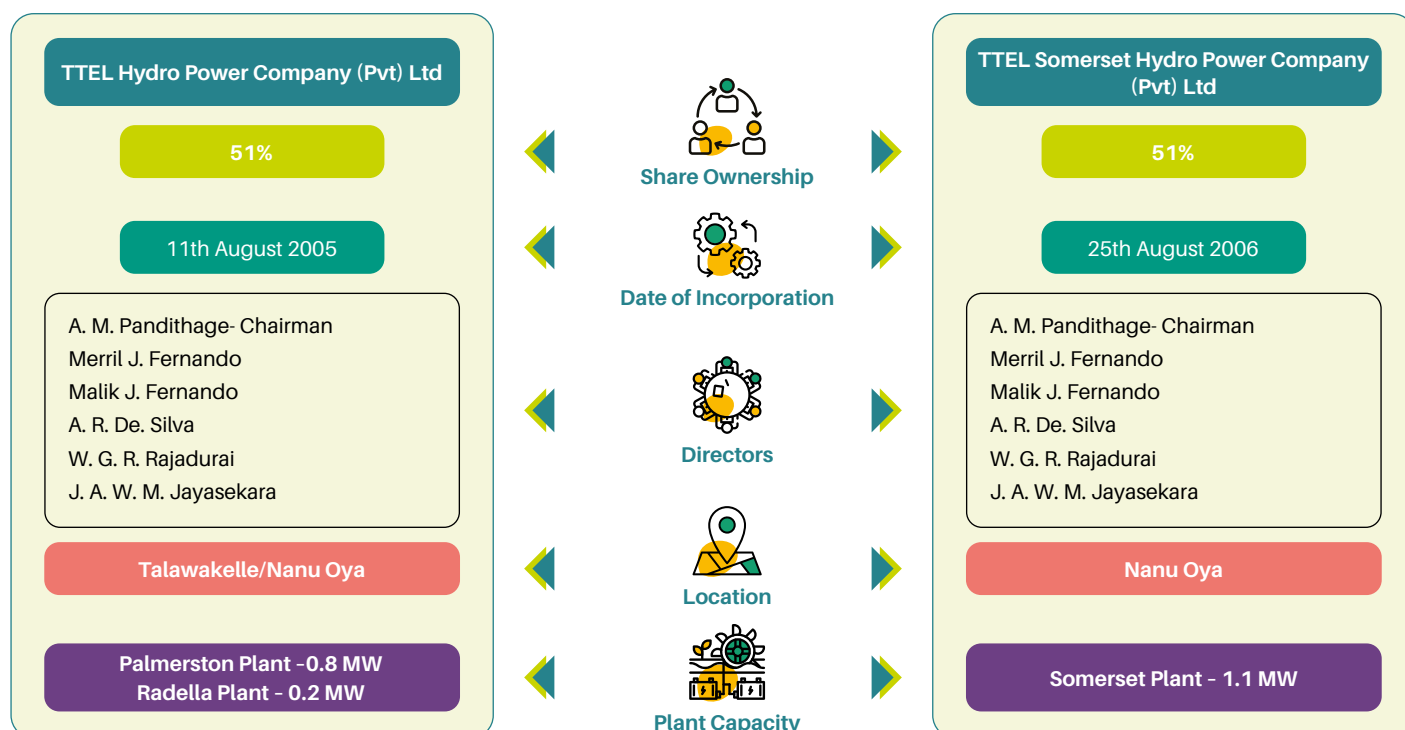 TTEL Hydro Power Company (Pvt) Ltd
51%
11th August 2005
A. M. Pandithage- Chairman
Merril J. Fernando
Malik J. Fernando
A. R. De. Silva
W. G. R. Rajadurai
J. A. W. M. Jayasekara
Talawakelle/Nanu Oya
Palmerston Plant –0.8 MW
Radella Plant – 0.2 MW
Share Ownership
Date of Incorporation
Directors
Location
Plant Capacity
TTEL Somerset Hydro Power Company
(Pvt) Ltd
51%
25th August 2006
A. M. Pandithage- Chairman
Merril J. Fernando
Malik J. Fernando
A. R. De. Silva
W. G. R. Rajadurai
J. A. W. M. Jayasekara
Nanu Oya
Somerset Plant – 1.1 MW